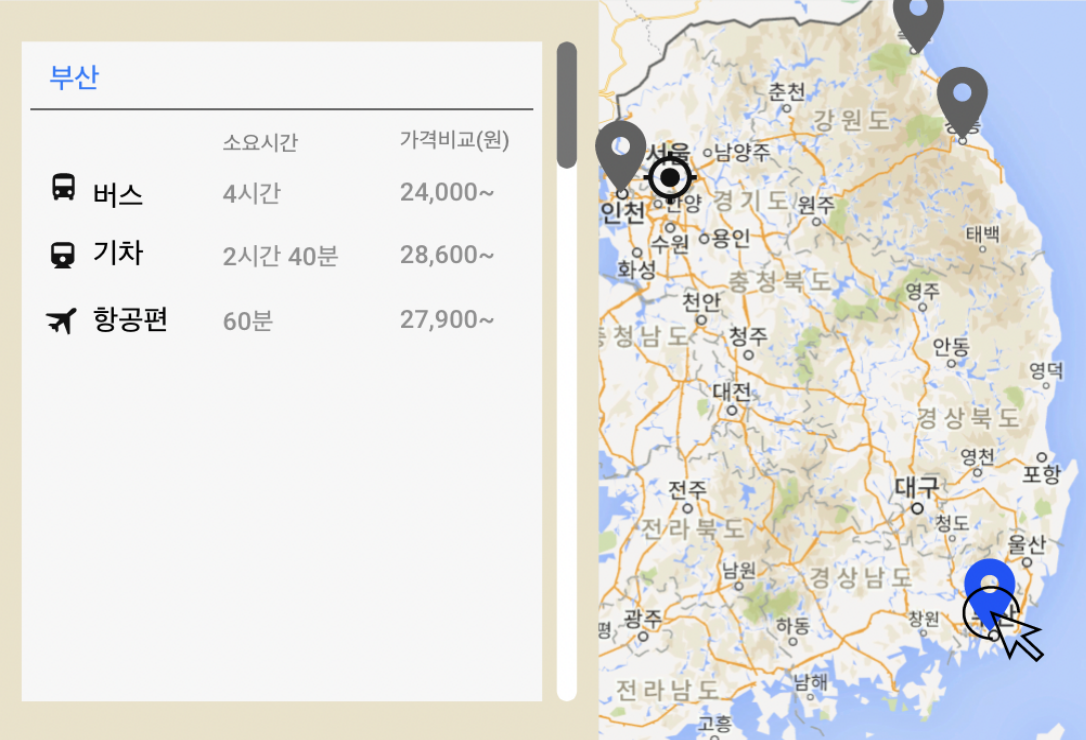 부산
소요시간 가격비교(원)
버스 4시간 24,000~
기차 2시간 40분 28,600~
항공편 60분 27,900~
춘천
강원도
서울
남양주
인천
안양
경기도
원주
수원
용인
태백
화성
충청북도
영주
천안
충청남도
청주
안동
영덕
대전
경상북도
영천
포항
대구
전주
전라북도
청도
울산
남원
경상남도
광주
하동
창원
전라남도
남해
고흥